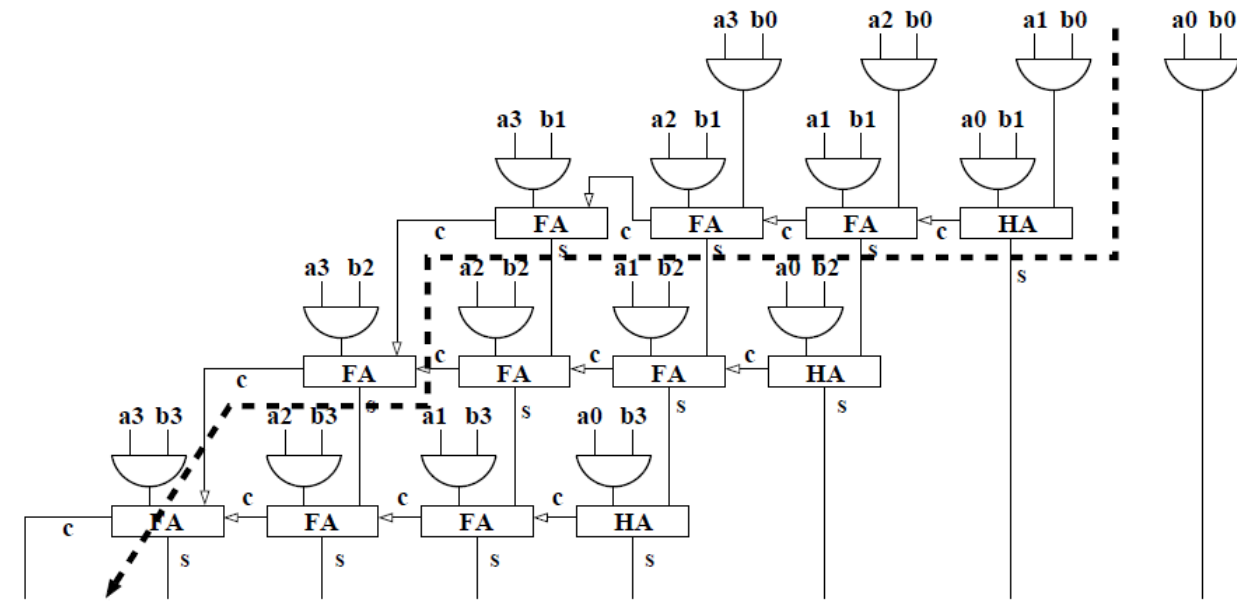 a3 b0 a2 b0 a1 b0 a0 b0
a3 b1 a2 b1 a1 b1 a0 b1
FA FA FA HA
c c c c
s s s s
a3 b2 a2 b2 a1 b2 a0 b2
FA FA FA HA
c c c c
s s s s
a3 b3 a2 b3 a1 b3 a0 b3
FA FA FA HA
c c c c
s s s s